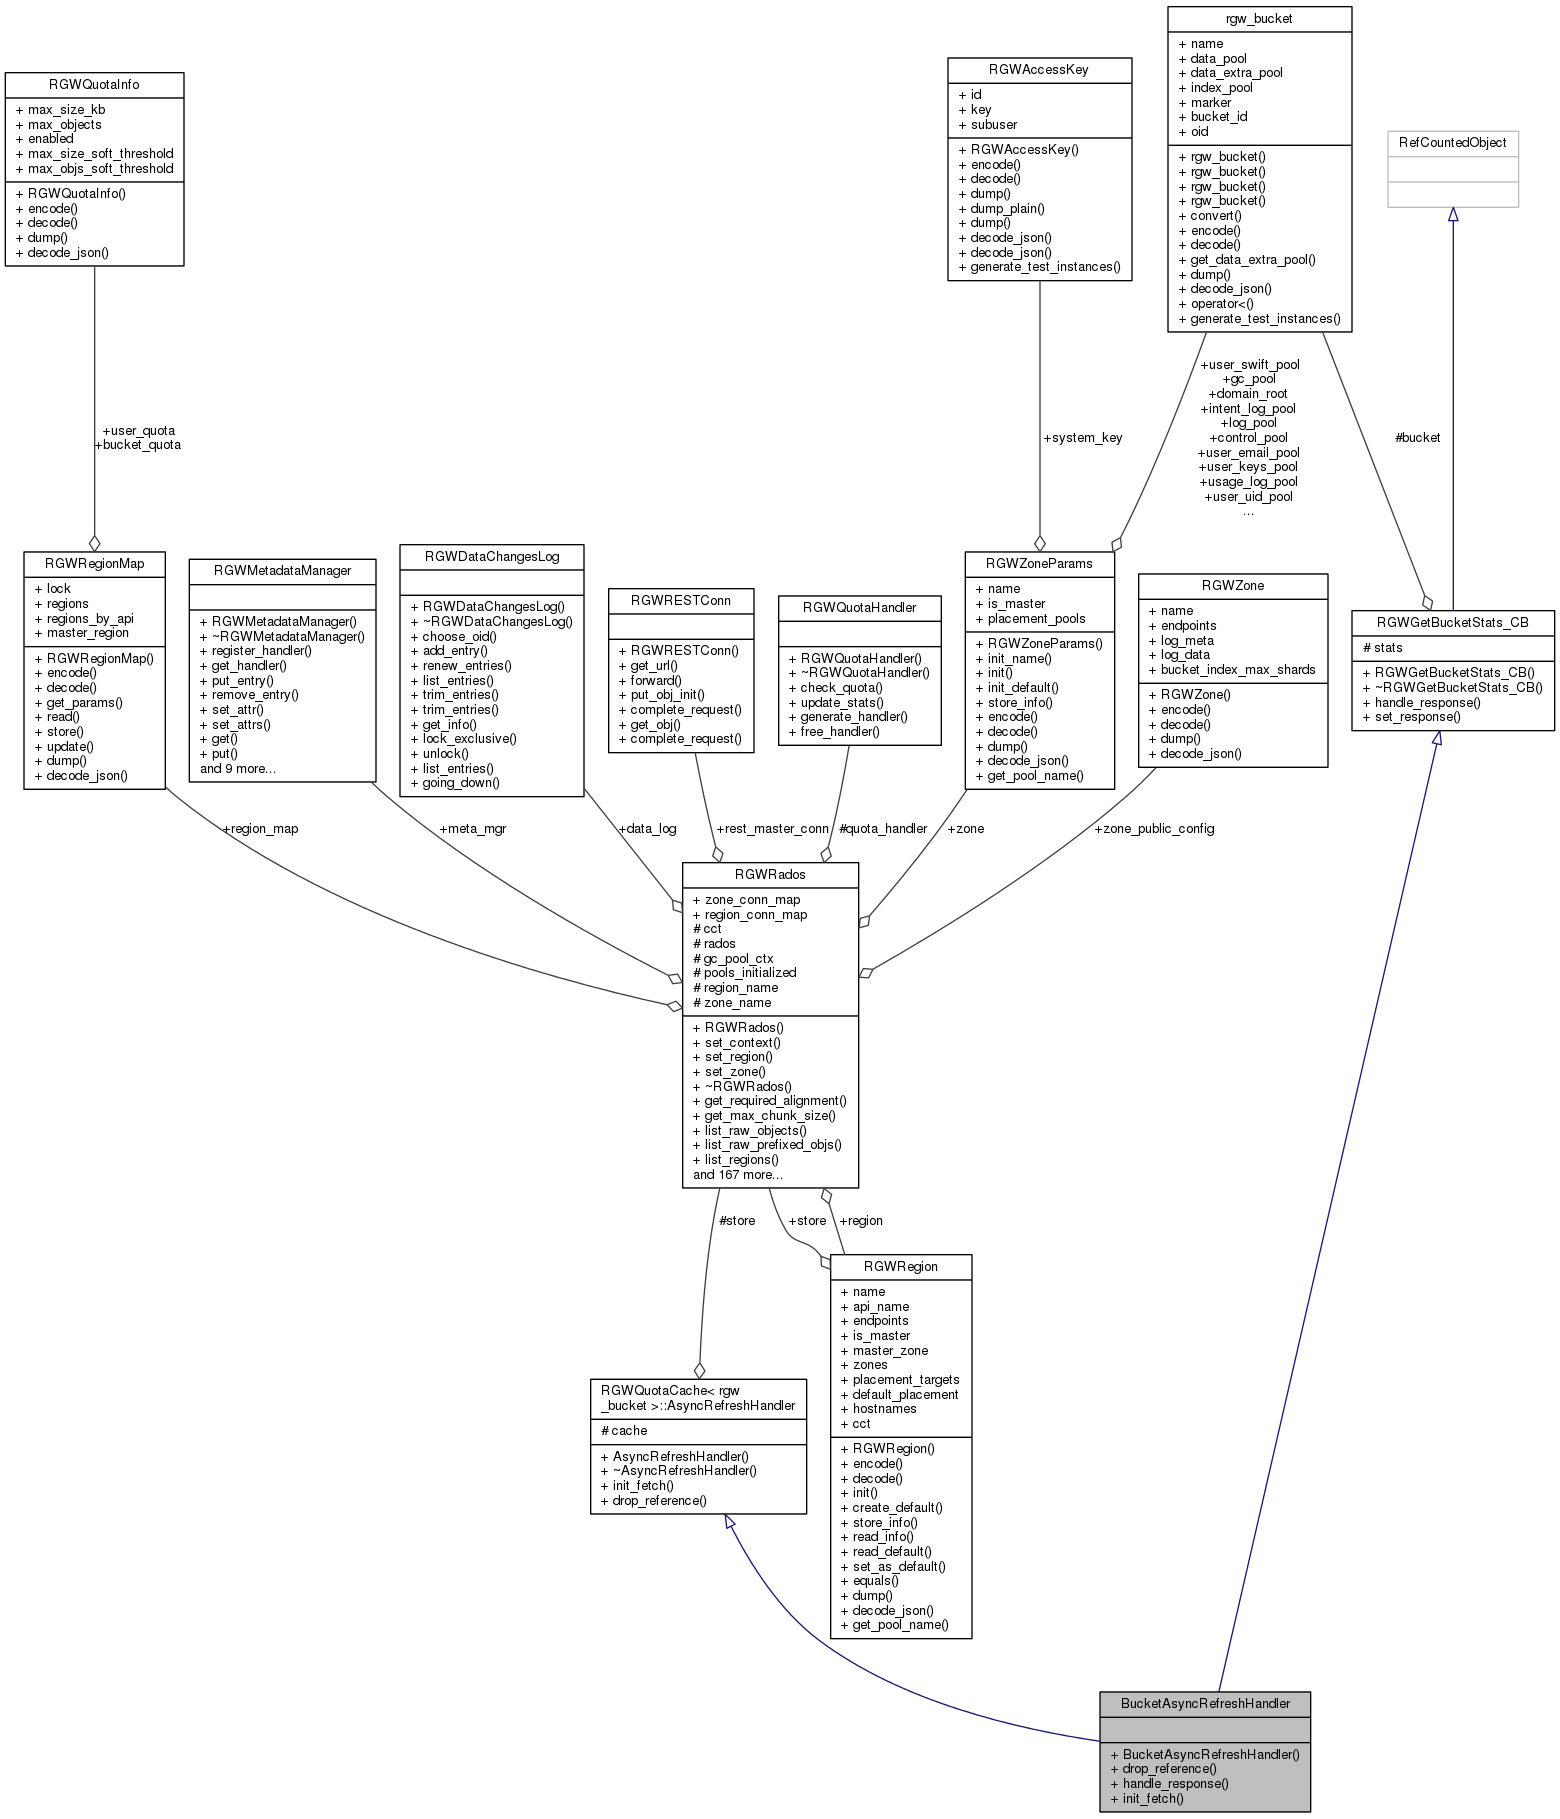 rgw_bucket
+ name
+ data_pool
+ data_extra_pool
+ index_pool
+ marker
+ bucket_id
+ oid
+ rgw_bucket()
+ rgw_bucket()
+ rgw_bucket()
+ rgw_bucket()
+ convert()
+ encode()
+ decode()
+ get_data_extra_pool()
+ dump()
+ decode_json()
+ operator<()
+ generate_test_instances()
RGWAccessKey
+ id
+ key
+ subuser
+ RGWAccessKey()
+ encode()
+ decode()
+ dump()
+ dump_plain()
+ dump()
+ decode_json()
+ decode_json()
+ generate_test_instances()
RGWQuotaInfo
+ max_size_kb
+ max_objects
+ enabled
+ max_size_soft_threshold
+ max_objs_soft_threshold
+ RGWQuotaInfo()
+ encode()
+ decode()
+ dump()
+ decode_json()
RefCountedObject
+user_quota
+bucket_quota
+system_key
+user_swift_pool
+gc_pool
+domain_root
+intent_log_pool
+log_pool
+control_pool
+user_email_pool
+user_keys_pool
+usage_log_pool
+user_uid_pool
...
#bucket
RGWRegionMap
+ lock
+ regions
+ regions_by_api
+ master_region
+ RGWRegionMap()
+ encode()
+ decode()
+ get_params()
+ read()
+ store()
+ update()
+ dump()
+ decode_json()
RGWMetadataManager
+ RGWMetadataManager()
+ ~RGWMetadataManager()
+ register_handler()
+ get_handler()
+ put_entry()
+ remove_entry()
+ set_attr()
+ set_attrs()
+ get()
+ put()
and 9 more...
RGWDataChangesLog
+ RGWDataChangesLog()
+ ~RGWDataChangesLog()
+ choose_oid()
+ add_entry()
+ renew_entries()
+ list_entries()
+ trim_entries()
+ trim_entries()
+ get_info()
+ lock_exclusive()
+ unlock()
+ list_entries()
+ going_down()
RGWRESTConn
+ RGWRESTConn()
+ get_url()
+ forward()
+ put_obj_init()
+ complete_request()
+ get_obj()
+ complete_request()
RGWQuotaHandler
+ RGWQuotaHandler()
+ ~RGWQuotaHandler()
+ check_quota()
+ update_stats()
+ generate_handler()
+ free_handler()
RGWZoneParams
+ name
+ is_master
+ placement_pools
+ RGWZoneParams()
+ init_name()
+ init()
+ init_default()
+ store_info()
+ encode()
+ decode()
+ dump()
+ decode_json()
+ get_pool_name()
RGWZone
+ name
+ endpoints
+ log_meta
+ log_data
+ bucket_index_max_shards
+ RGWZone()
+ encode()
+ decode()
+ dump()
+ decode_json()
RGWGetBucketStats_CB
# stats
+ RGWGetBucketStats_CB()
+ ~RGWGetBucketStats_CB()
+ handle_response()
+ set_response()
+region_map
+meta_mgr
+data_log
+rest_master_conn
#quota_handler
+zone
+zone_public_config
RGWRados
+ zone_conn_map
+ region_conn_map
# cct
# rados
# gc_pool_ctx
# pools_initialized
# region_name
# zone_name
+ RGWRados()
+ set_context()
+ set_region()
+ set_zone()
+ ~RGWRados()
+ get_required_alignment()
+ get_max_chunk_size()
+ list_raw_objects()
+ list_raw_prefixed_objs()
+ list_regions()
and 167 more...
#store
+store
+region
RGWRegion
+ name
+ api_name
+ endpoints
+ is_master
+ master_zone
+ zones
+ placement_targets
+ default_placement
+ hostnames
+ cct
+ RGWRegion()
+ encode()
+ decode()
+ init()
+ create_default()
+ store_info()
+ read_info()
+ read_default()
+ set_as_default()
+ equals()
+ dump()
+ decode_json()
+ get_pool_name()
RGWQuotaCache< rgw
_bucket >::AsyncRefreshHandler
# cache
+ AsyncRefreshHandler()
+ ~AsyncRefreshHandler()
+ init_fetch()
+ drop_reference()
BucketAsyncRefreshHandler
+ BucketAsyncRefreshHandler()
+ drop_reference()
+ handle_response()
+ init_fetch()